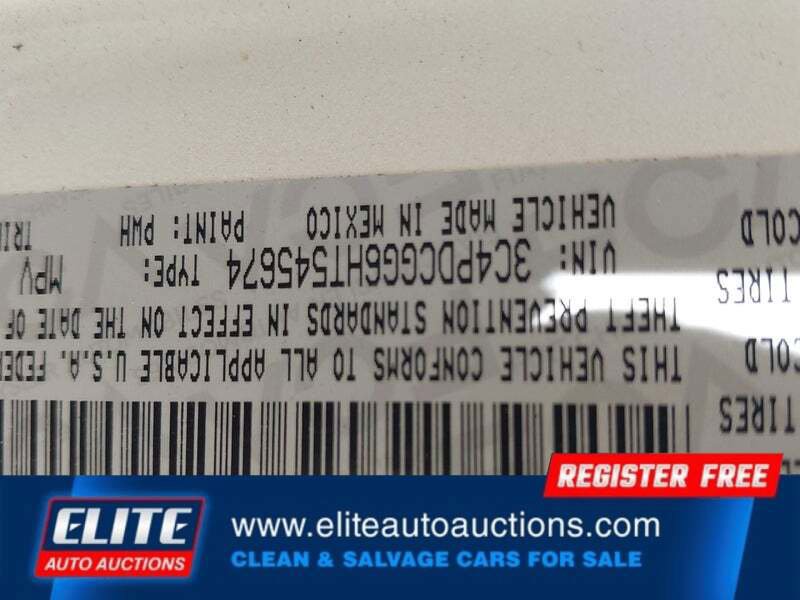 THIS VEHICLE CONFORMS TO ALL APPLICABLE U.S.A. FEDER
THEFT PREVENTION STANDARDS IN EFFECT ON THE DATE OF
VIN: 3C4PDCGG6HT545674 TYPE: MPV
VEHICLE MADE IN MEXICO PAINT: PWH TRI
TIRES
COLD
TIRES
COLD
REGISTER FREE
ELITE
AUTO AUCTIONS
www.eliteautoauctions.com
CLEAN & SALVAGE CARS FOR SALE